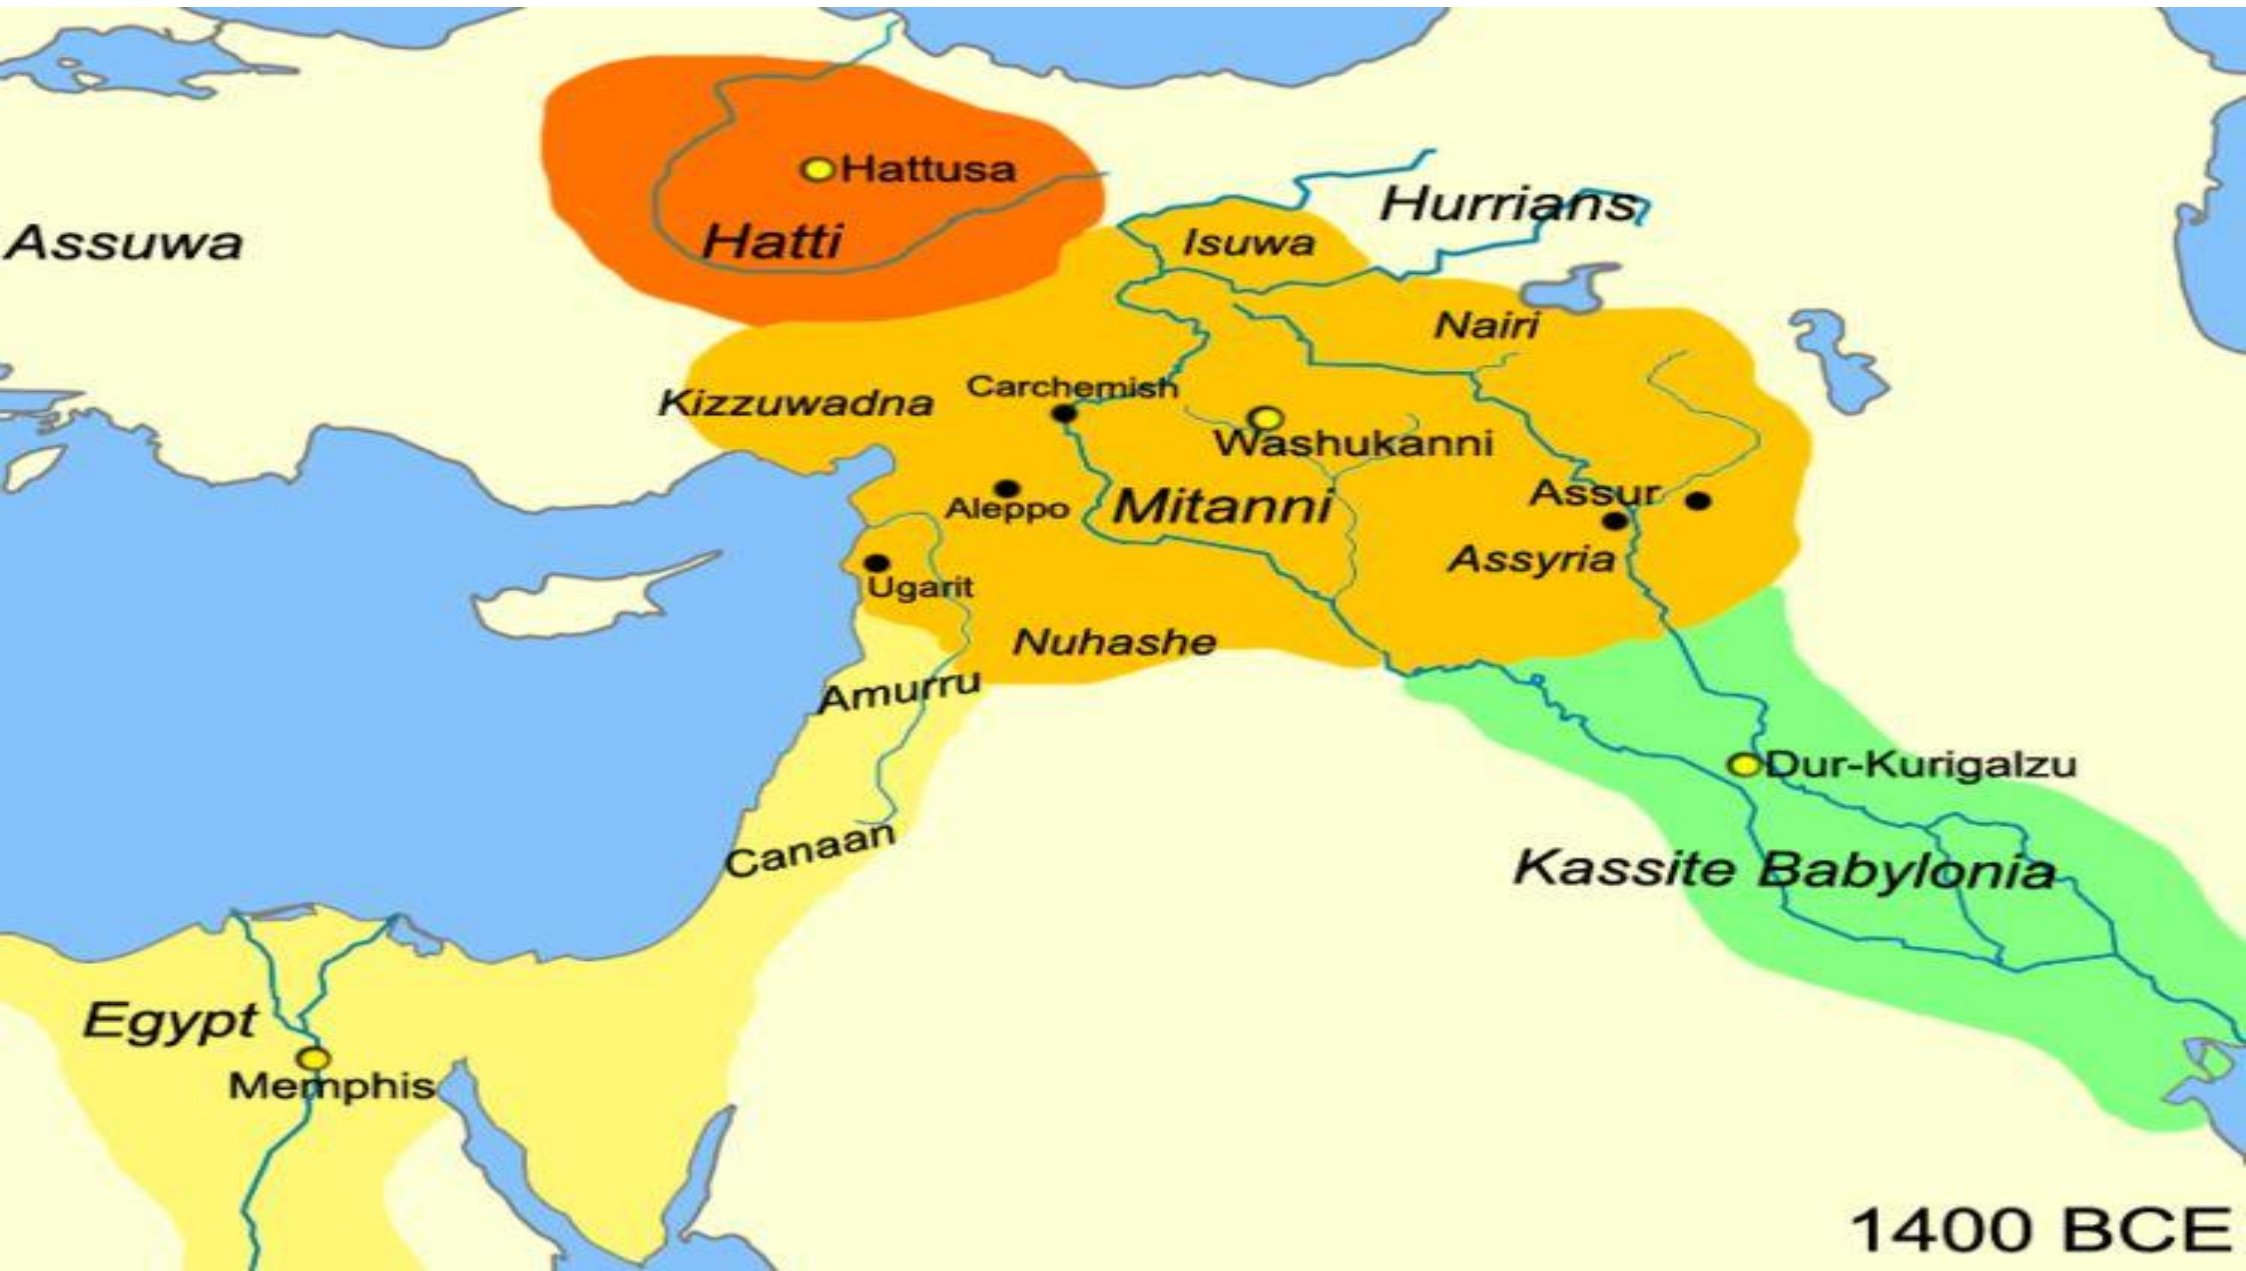 Hattusa
Hurrians
Assuwa
Hatti
Isuwa
Nairi
Carchemish
Kizzuwadna
Washukanni
Assur
Aleppo
Mitanni
Assyria
Ugarit
Nuhashe
Amurru
Dur-Kurigalzu
Canaan
Kassite Babylonia
Egypt
Memphis
1400 BCE